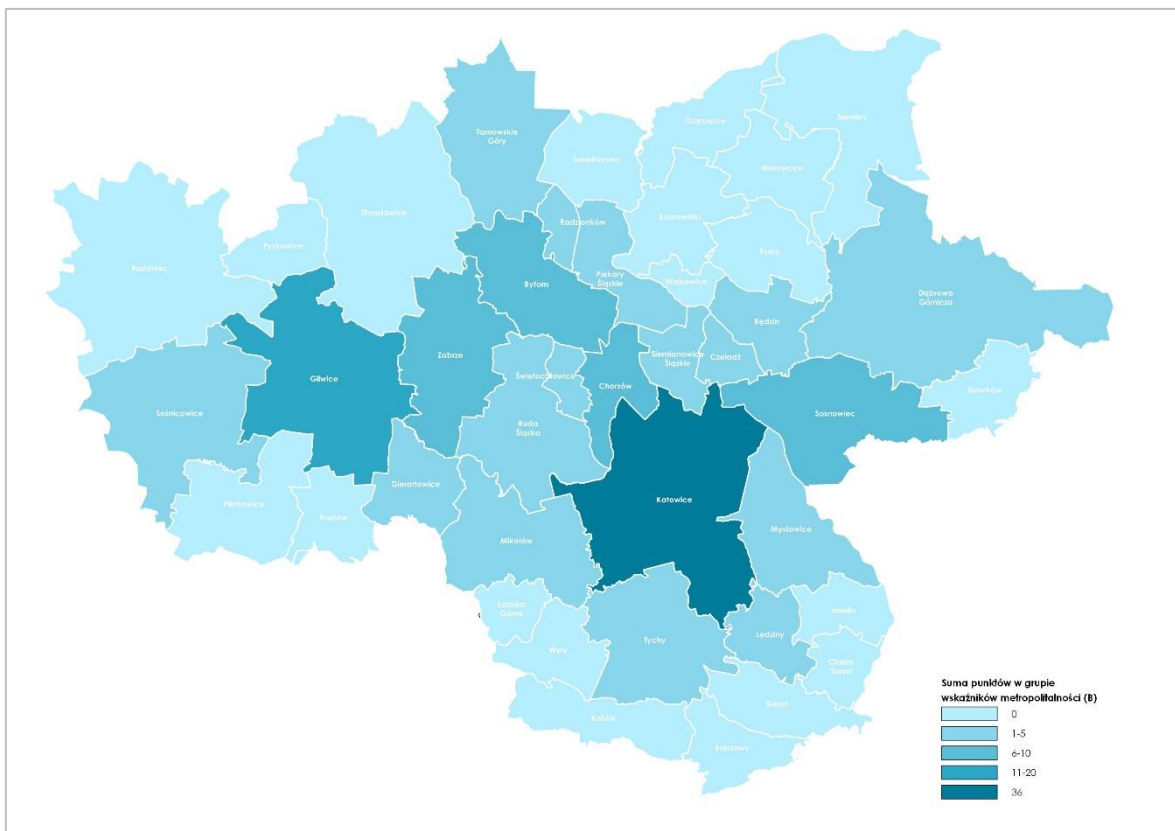 Siewierz
Ożarowice
Tarnowskie
Góry
Mierzęcice
Świerklaniec
Zbrosławice
Radzionków
Bobrowniki
Pyskowice
Psary
Rudziniec
Piekary
Śląskie
Wojkowice
Bytom
Dąbrowa
Górnicza
Będzin
Zabrze
Siemianowice
Śląskie
Czeladź
Świętochłowice
Gliwice
Chorzów
Sławków
Sosnowiec
Sośnicowice
Ruda
Śląska
Gierałtowice
Pilchowice
Knurów
Katowice
Mysłowice
Mikołów
Łaziska
Górne
Imielin
Tychy
Lędziny
Wyry
Chełm
Śląski
Kobiór
Bieruń
Bojszowy
Suma punktów w grupie
wskaźników metropolitalności (B)
0
1-5
6-10
11-20
36